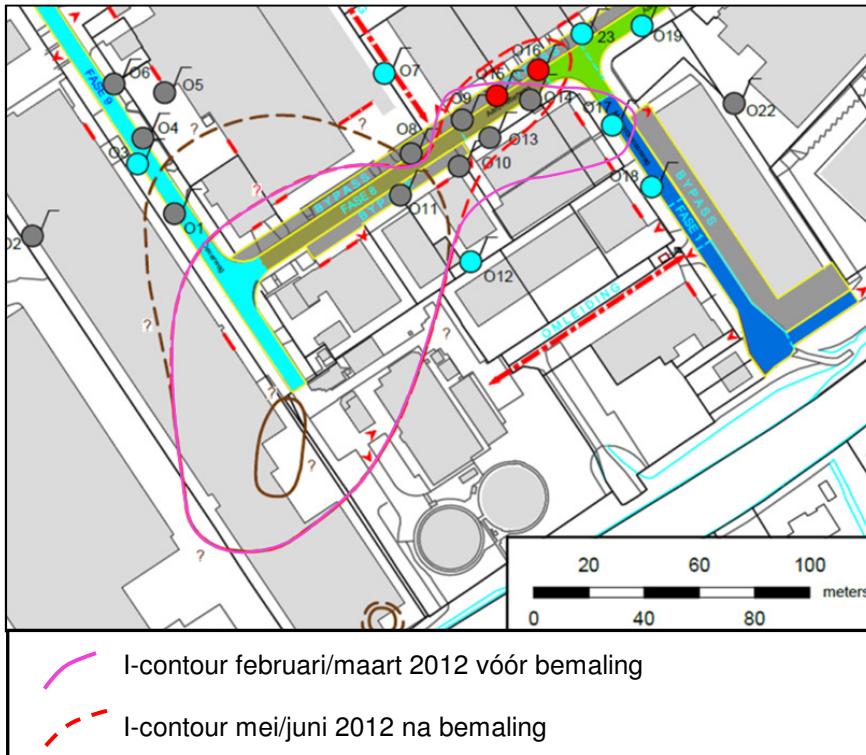 O19
23
O16
O6
O5
O7
O15
FASE 9
O9
O14
O22
O17
O4
O8
O13
?
O3
O10
?
BYPASS
O18
BYPASS
FASE 6
O11
O1
O2
FASE 1
O12
?
?
?
OMLEIDING
?
?
?
?
20 60 100
meters
0 40 80
I-contour februari/maart 2012 vóór bemaling
I-contour mei/juni 2012 na bemaling